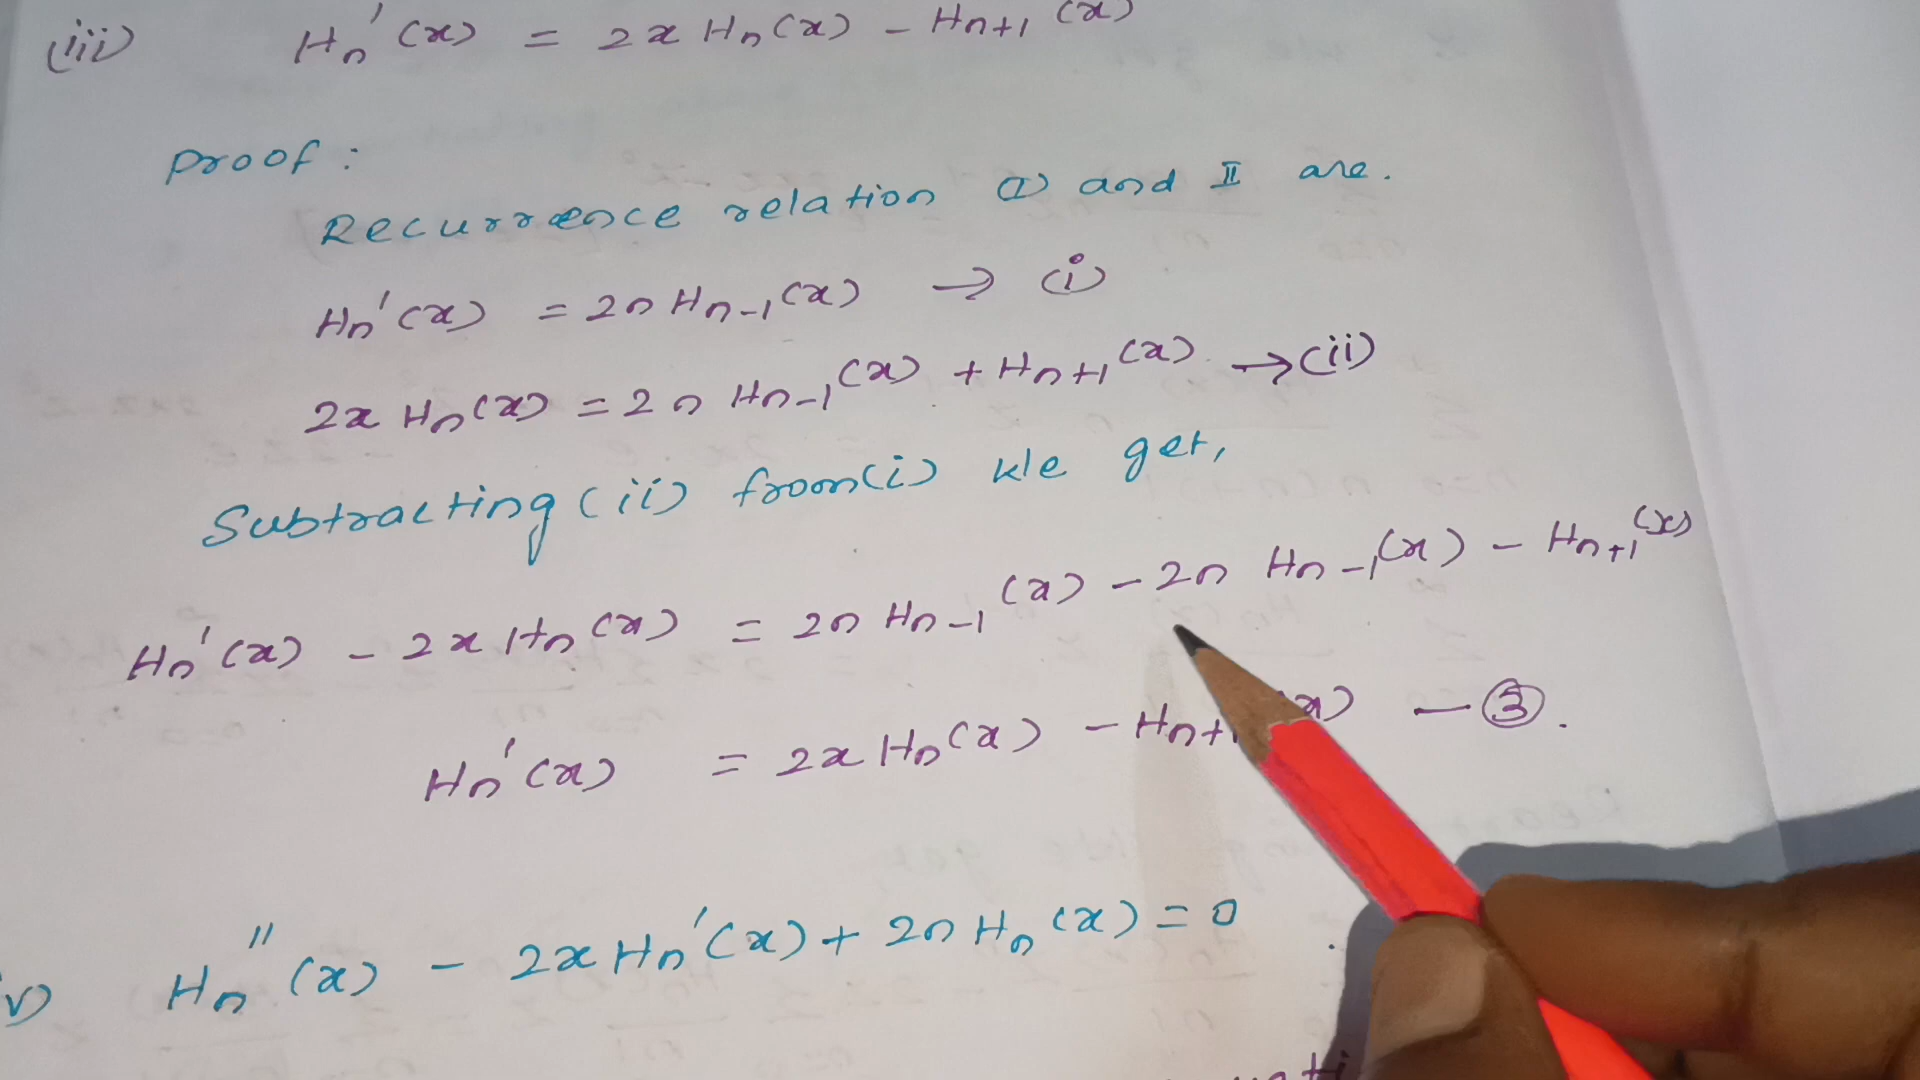 (iii) Hn'(x) = 2x Hn(x) - Hn+1(x)
Proof:
Recurrence relation (I) and II are.
Hn'(x) = 2n Hn-1(x) → (i)
2x Hn(x) = 2n Hn-1(x) + Hn+1(x) → (ii)
Subtracting (ii) from (i) We get,
Hn'(x) - 2x Hn(x) = 2n Hn-1(x) - 2n Hn-1(x) - Hn+1(x)
Hn'(x) = 2x Hn(x) - Hn+ x) - ③.
v) Hn''(x) - 2x Hn'(x) + 2n Hn(x) = 0